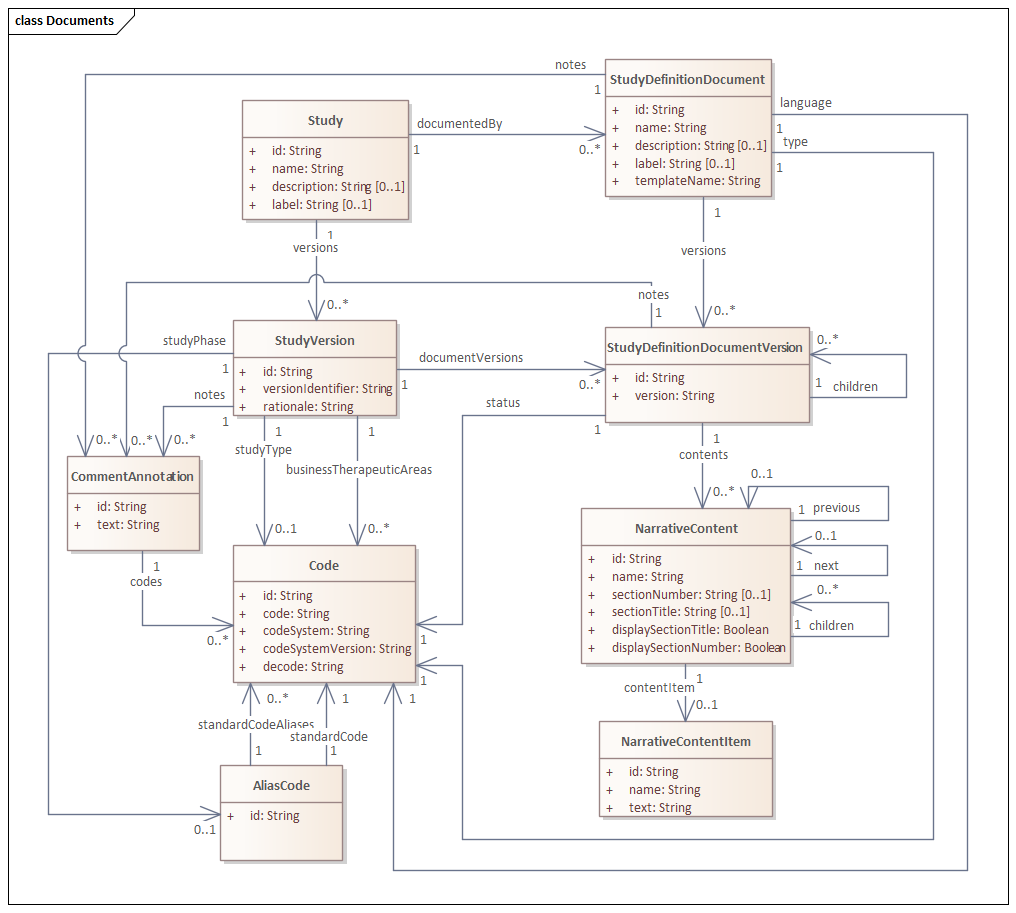 class Documents
notes
StudyDefinitionDocument
1
+ id: String
+ name: String
+ description: String [0..1]
+ label: String [0..1]
+ templateName: String
language
1
type
1
Study
+ id: String
+ name: String
+ description: String [0..1]
+ label: String [0..1]
documentedBy
1
0..*
1
versions
0..*
1
versions
0..*
notes
1
StudyVersion
+ id: String
+ versionIdentifier: String
+ rationale: String
studyPhase
1
notes
1
documentVersions
1
0..*
StudyDefinitionDocumentVersion
+ id: String
+ version: String
0..*
1
children
status
1
0..*
0..*
0..*
1
studyType
0..1
1
businessTherapeuticAreas
0..*
1
contents
0..*
CommentAnnotation
+ id: String
+ text: String
1
codes
0..*
NarrativeContent
+ id: String
+ name: String
+ sectionNumber: String [0..1]
+ sectionTitle: String [0..1]
+ displaySectionTitle: Boolean
+ displaySectionNumber: Boolean
0..1
1
previous
0..1
1
next
0..*
1
children
Code
+ id: String
+ code: String
+ codeSystem: String
+ codeSystemVersion: String
+ decode: String
1
1
1
0..*
standardCodeAliases
1
1
standardCode
1
1
contentItem
0..1
NarrativeContentItem
+ id: String
+ name: String
+ text: String
AliasCode
+ id: String
0..1